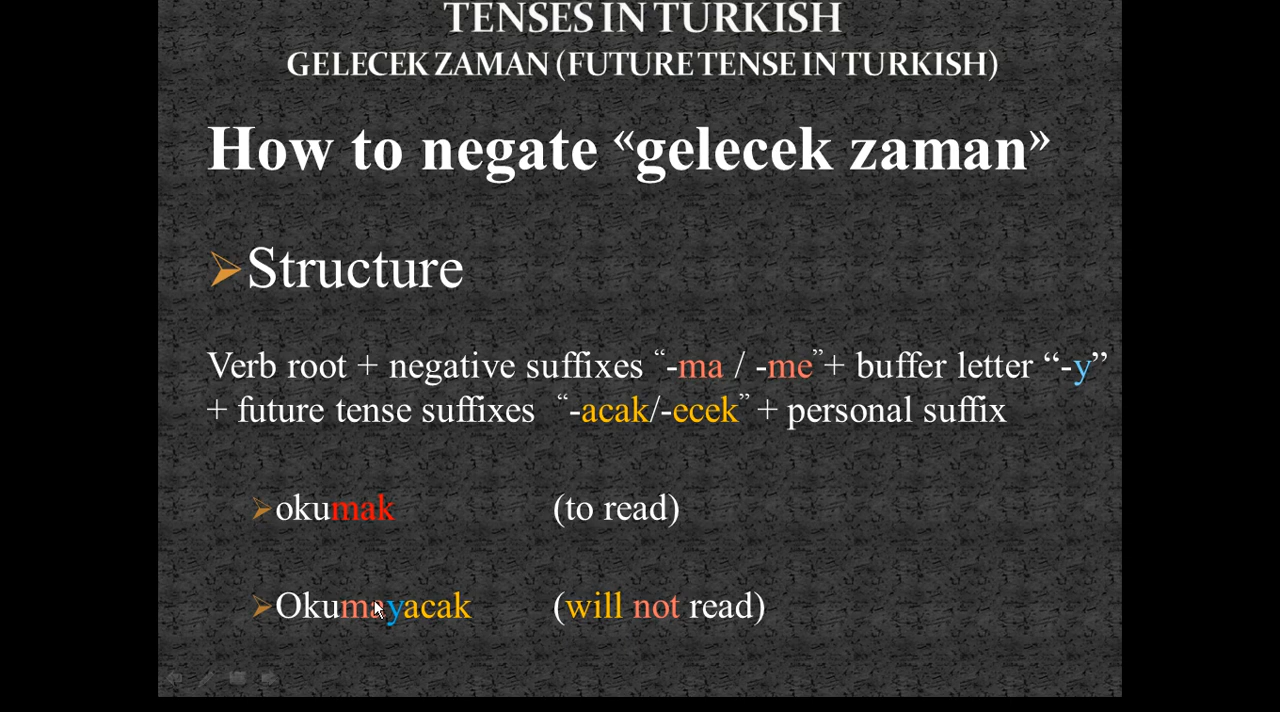 TENSES IN TURKISH
GELECEK ZAMAN (FUTURE TENSE IN TURKISH)
How to negate «gelecek zaman»
Structure
Verb root + negative suffixes “-ma / -me”+ buffer letter “-y”
+ future tense suffixes “-acak/-ecek” + personal suffix
okumak (to read)
Okumayacak (will not read)